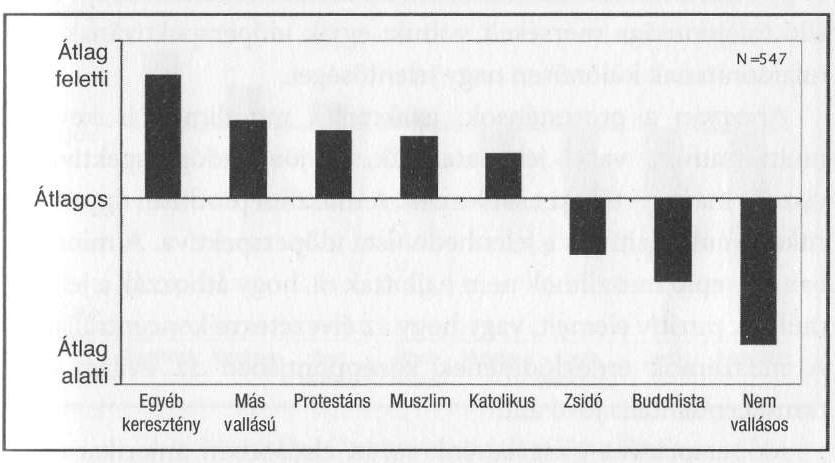 Átlag
feletti
N=547
Átlagos
Átlag
alatti
Egyéb
keresztény
Más
vallású
Protestáns
Muszlim
Katolikus
Zsidó
Buddhista
Nem
vallásos